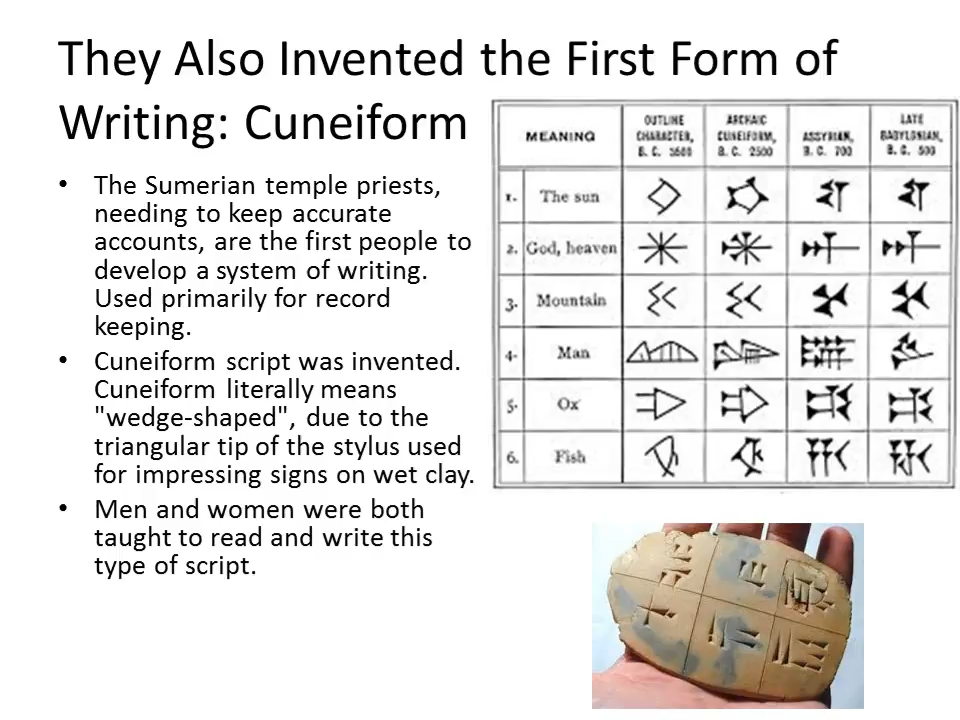 They Also Invented the First Form of
Writing: Cuneiform
• The Sumerian temple priests,
needing to keep accurate
accounts, are the first people to
develop a system of writing.
Used primarily for record
keeping.
• Cuneiform script was invented.
Cuneiform literally means
"wedge-shaped", due to the
triangular tip of the stylus used
for impressing signs on wet clay.
• Men and women were both
taught to read and write this
type of script.
MEANING
OUTLINE
CHARACTER,
B. C. 3500
ARCHAIC
CUNEIFORM,
B. C. 2500
ASSYRIAN,
B. C. 700
LATE
BABYLONIAN,
B. C. 500
1. The sun
2. God, heaven
3. Mountain
4. Man
5. Ox
6. Fish